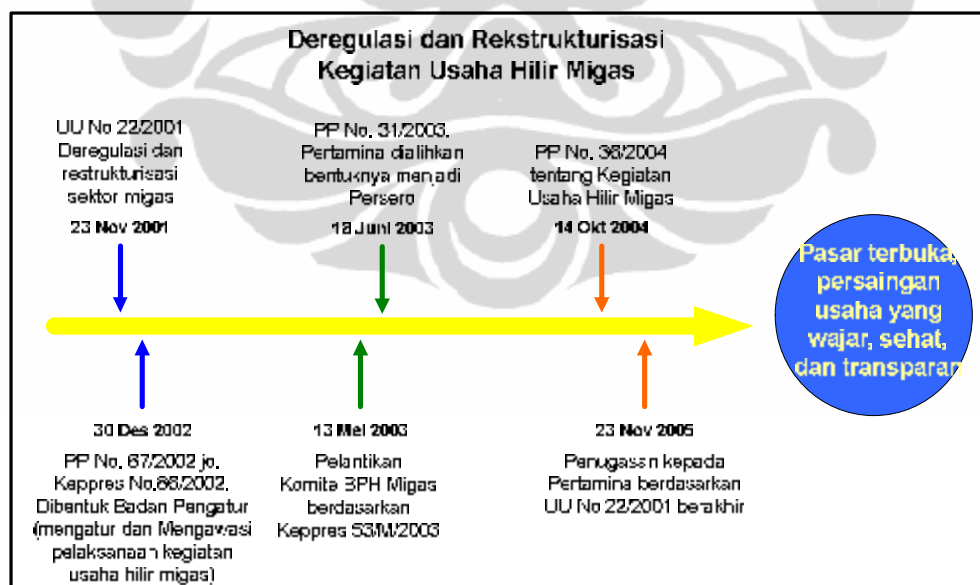 Deregulasi dan Rekstrukturisasi
Kegiatan Usaha Hilir Migas
UU No 22/2001
Deregulasi dan
restrukturisasi
sektor migas
23 Nov 2001
PP No. 31/2003.
Pertamina dialihkan
bentuknya menjadi
Persero
18 Juni 2003
PP No. 36/2004
tentang Kegiatan
Usaha Hilir Migas
14 Okt 2004
Pasar terbuka,
persaingan
usaha yang
wajar, sehat,
dan transparan
30 Des 2002
PP No. 67/2002 jo.
Keppres No.86/2002.
Dibentuk Badan Pengatur
(mengatur dan Mengawasi
pelaksanaan kegiatan
usaha hilir migas)
13 Mei 2003
Pelantikan
Komite BPH Migas
berdasarkan
Keppres 53/M/2003
23 Nov 2005
Penugasan kepada
Pertamina berdasarkan
UU No 22/2001 berakhir